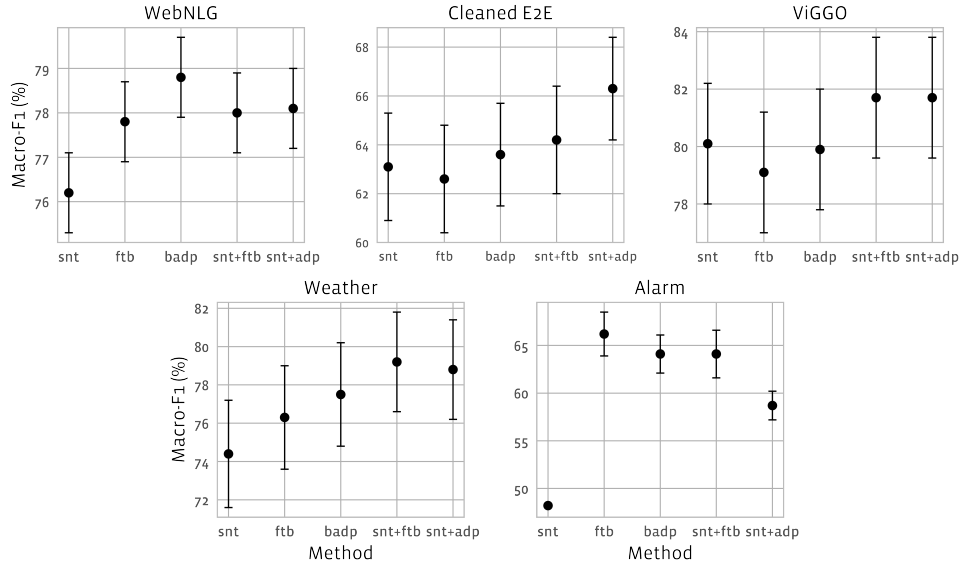 WebNLG
Cleaned E2E
ViGGO
Macro-F1 (%)
79
78
77
76
snt ftb badp snt+ftb snt+adp
68
66
64
62
60
snt ftb badp snt+ftb snt+adp
84
82
80
78
snt ftb badp snt+ftb snt+adp
Weather
Alarm
Macro-F1 (%)
82
80
78
76
74
72
snt ftb badp snt+ftb snt+adp
Method
65
60
55
50
snt ftb badp snt+ftb snt+adp
Method